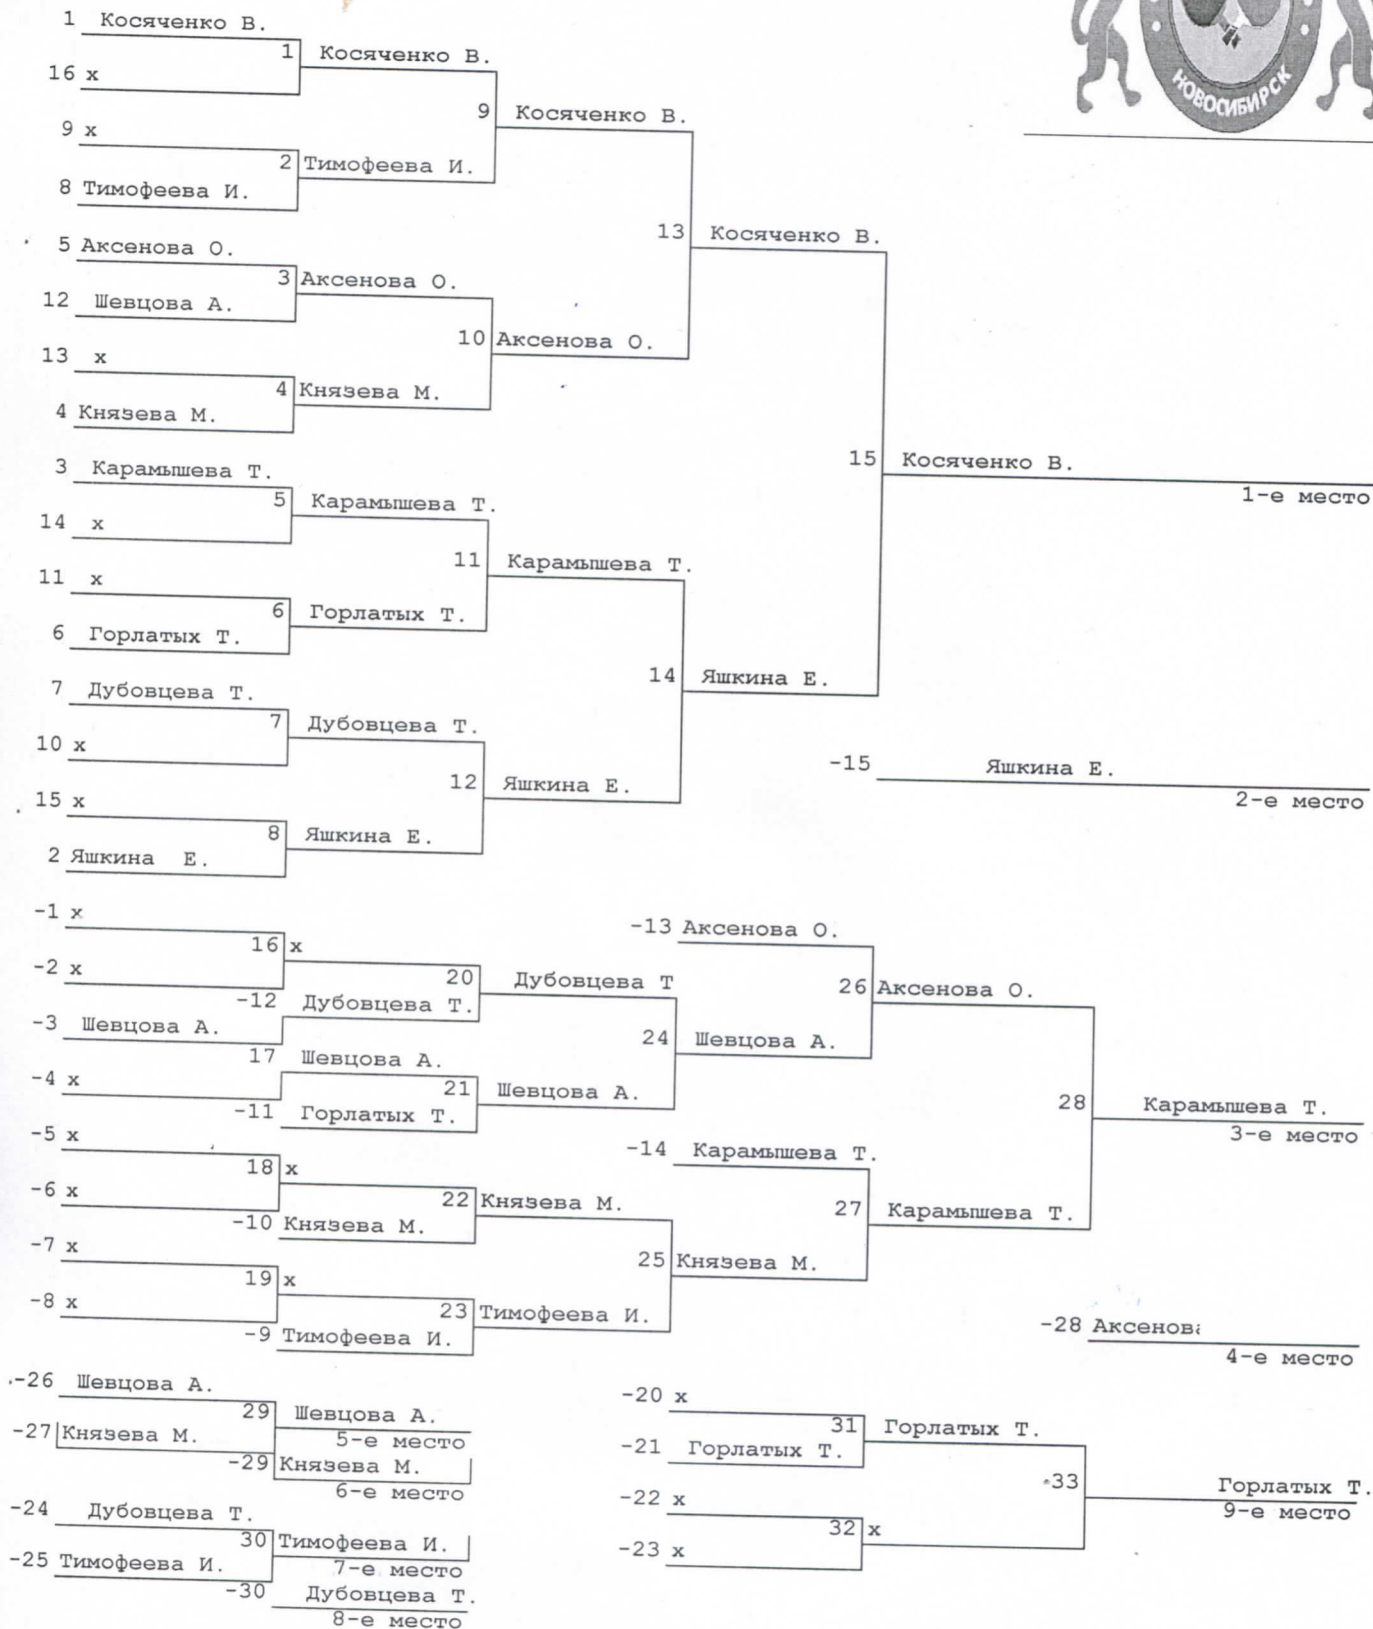 НОВОСИБИРСК
1 Косяченко В.
1 Косяченко В.
16 х
9 Косяченко В.
9 х
2 Тимофеева И.
8 Тимофеева И.
13 Косяченко В.
5 Аксенова О.
3 Аксенова О.
12 Шевцова А.
10 Аксенова О.
13 х
4 Князева М.
4 Князева М.
15 Косяченко В.
1-е место
3 Карамышева Т.
5 Карамышева Т.
14 х
11 Карамышева Т.
11 х
6 Горлатых Т.
6 Горлатых Т.
14 Яшкина Е.
7 Дубовцева Т.
7 Дубовцева Т.
10 х
12 Яшкина Е.
-15 Яшкина Е.
2-е место
15 х
8 Яшкина Е.
2 Яшкина Е.
-1 х
16 х
-2 х
20 Дубовцева Т
-12 Дубовцева Т.
-13 Аксенова О.
26 Аксенова О.
-3 Шевцова А.
24 Шевцова А.
17 Шевцова А.
-4 х
21 Шевцова А.
-11 Горлатых Т.
28 Карамышева Т.
3-е место
-5 х
18 х
-14 Карамышева Т.
-6 х
22 Князева М.
27 Карамышева Т.
-10 Князева М.
-7 х
25 Князева М.
19 х
-8 х
23 Тимофеева И.
-9 Тимофеева И.
-28 Аксенов
4-е место
-26 Шевцова А.
29 Шевцова А.
5-е место
-27 Князева М.
-29 Князева М.
6-е место
-20 х
31 Горлатых Т.
-21 Горлатых Т.
-33 Горлатых Т.
9-е место
-22 х
32 х
-23 х
-24 Дубовцева Т.
30 Тимофеева И.
7-е место
-25 Тимофеева И.
-30 Дубовцева Т.
8-е место